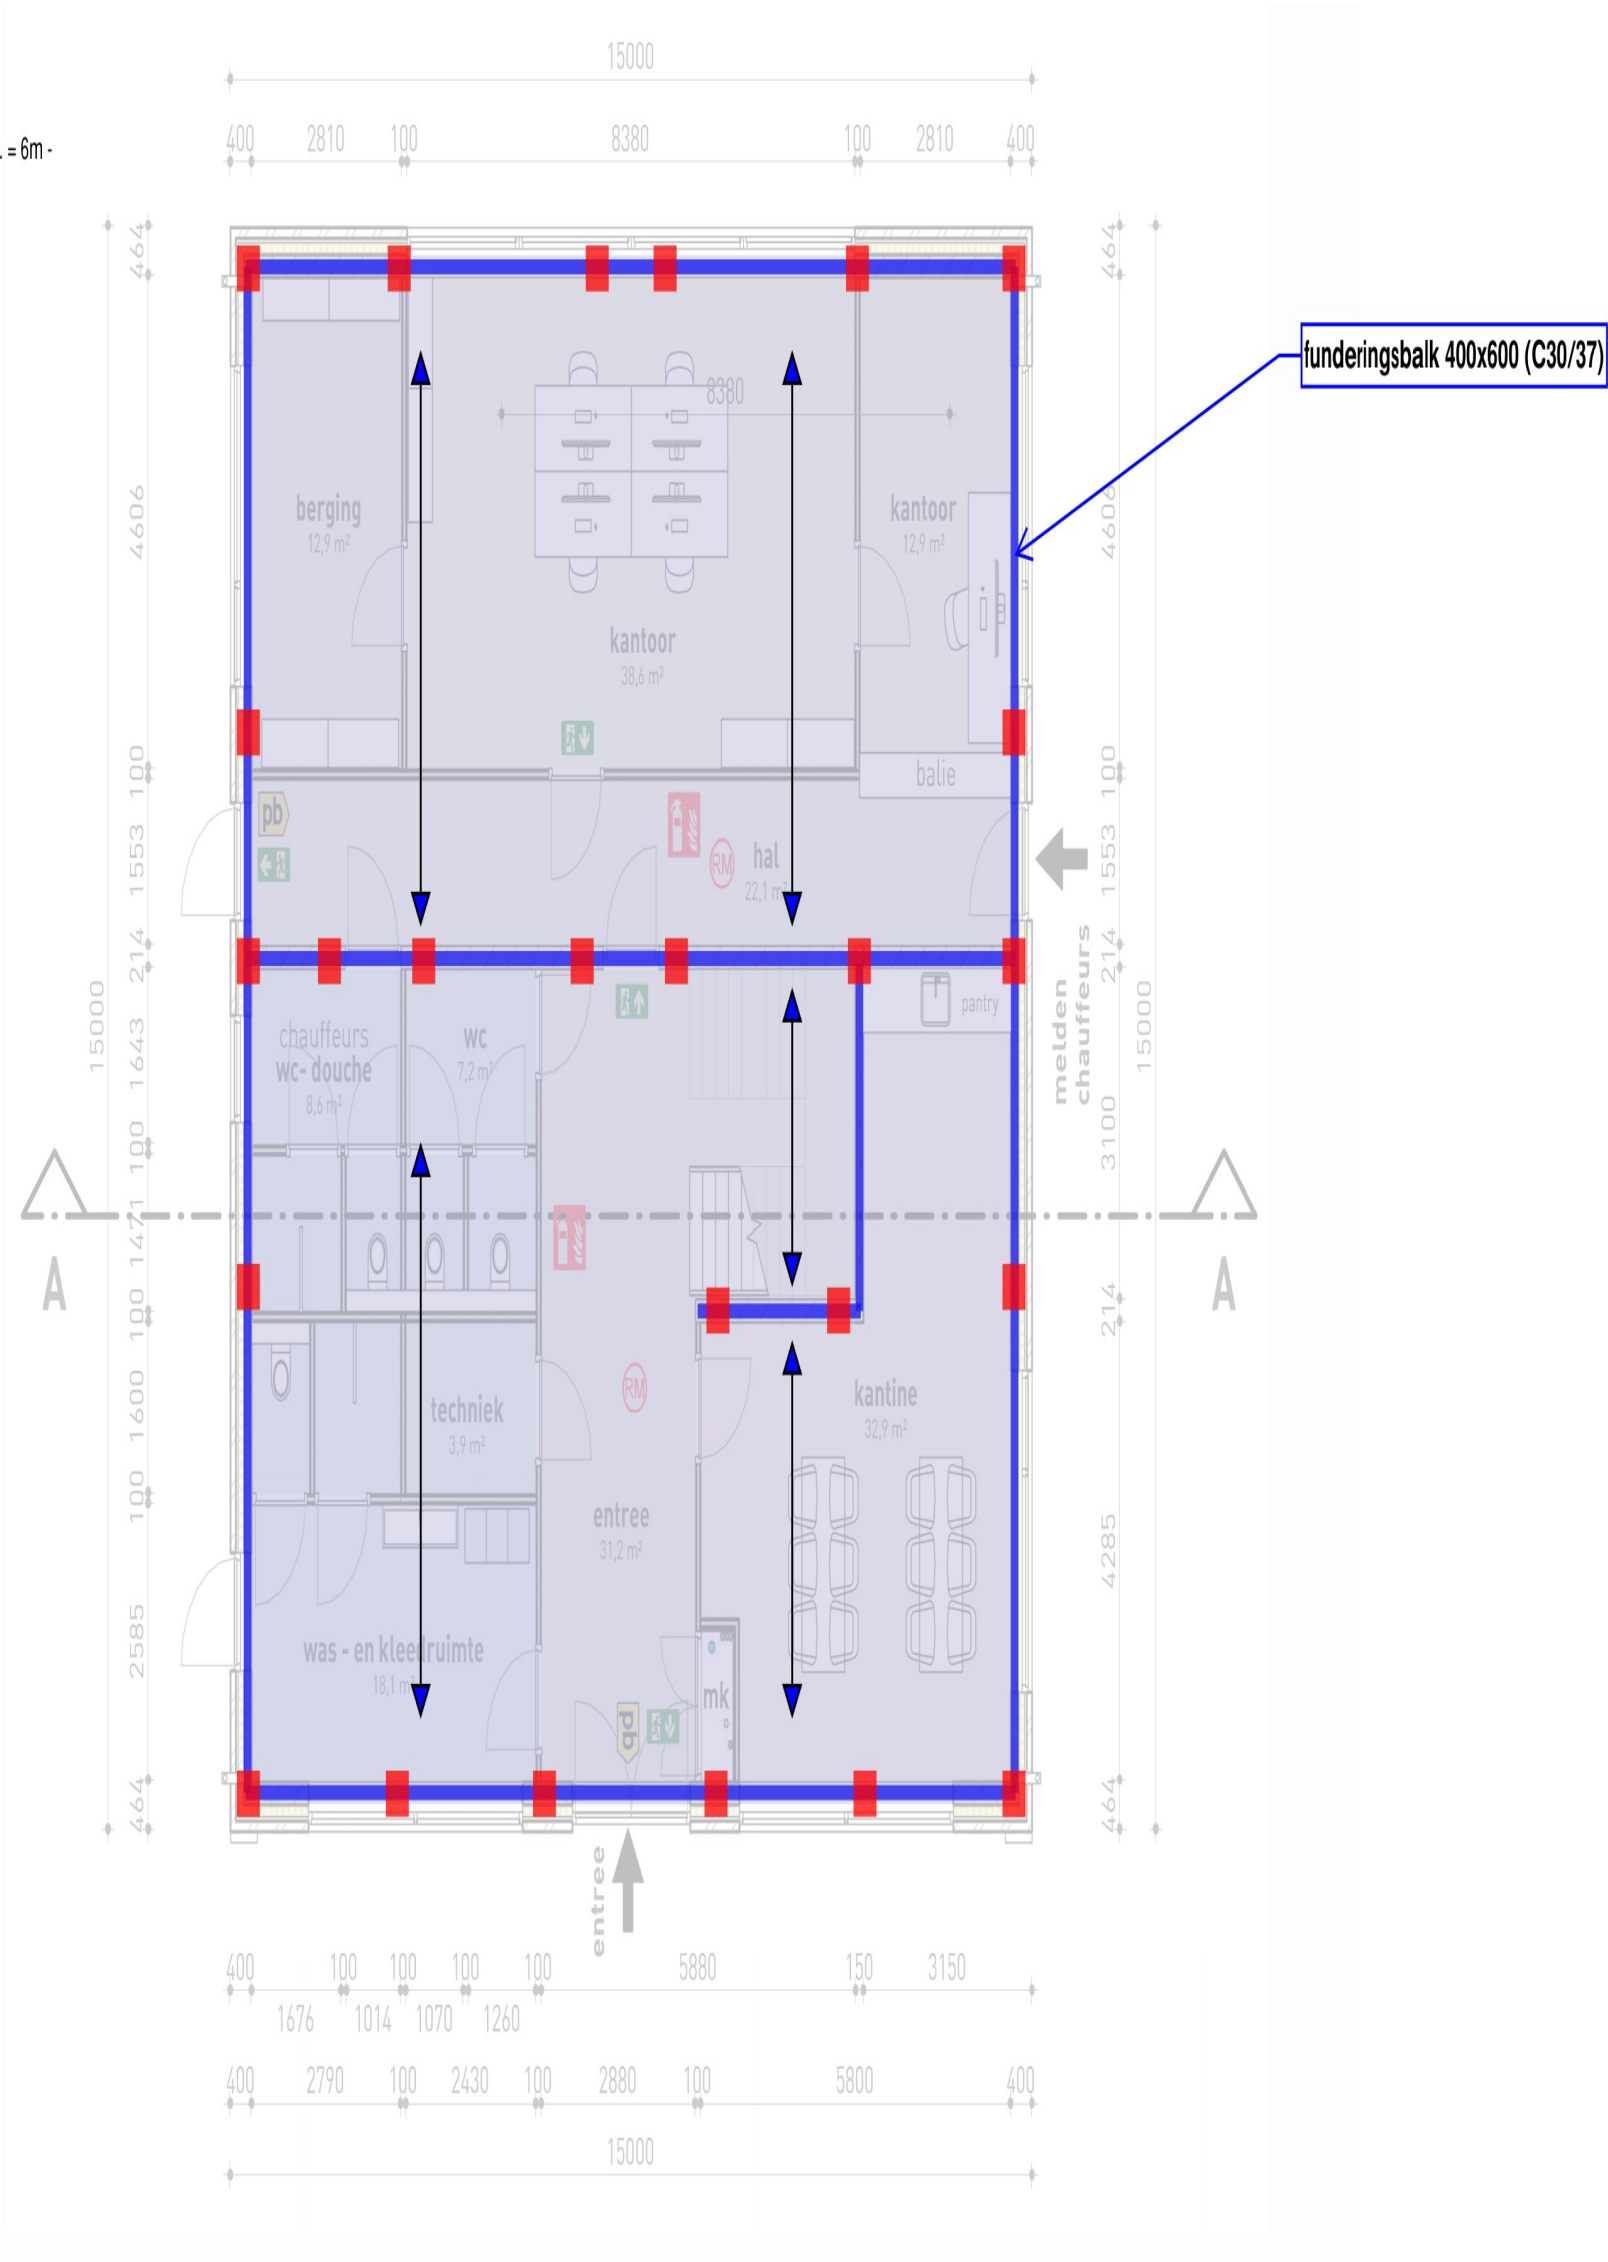 15000
400 2810 100 8380 100 2810 400
. = 6m -
464 464
funderingsbalk 400x600 (C30/37)
8380
4606 4606
berging
12,9 m²
kantoor
12,9 m²
kantoor
38,6 m²
100 100
balie
pb
1553 1553
hal
22,1 m²
RM
214 214
melden
chauffeurs
15000 15000
pantry
chauffeurs
wc- douche
8,6 m²
wc
7,2 m²
1643
3100
100
1471
A A
100
214
RM
kantine
32,9 m²
techniek
3,9 m²
1600
entree
31,2 m²
100
4285
2585
was - en kleedruimte
18,1 m²
mk
pb
464 464
entree
400 100 100 100 100 5880 150 3150
1676 1014 1070 1260
400 2790 100 2430 100 2880 100 5800 400
15000